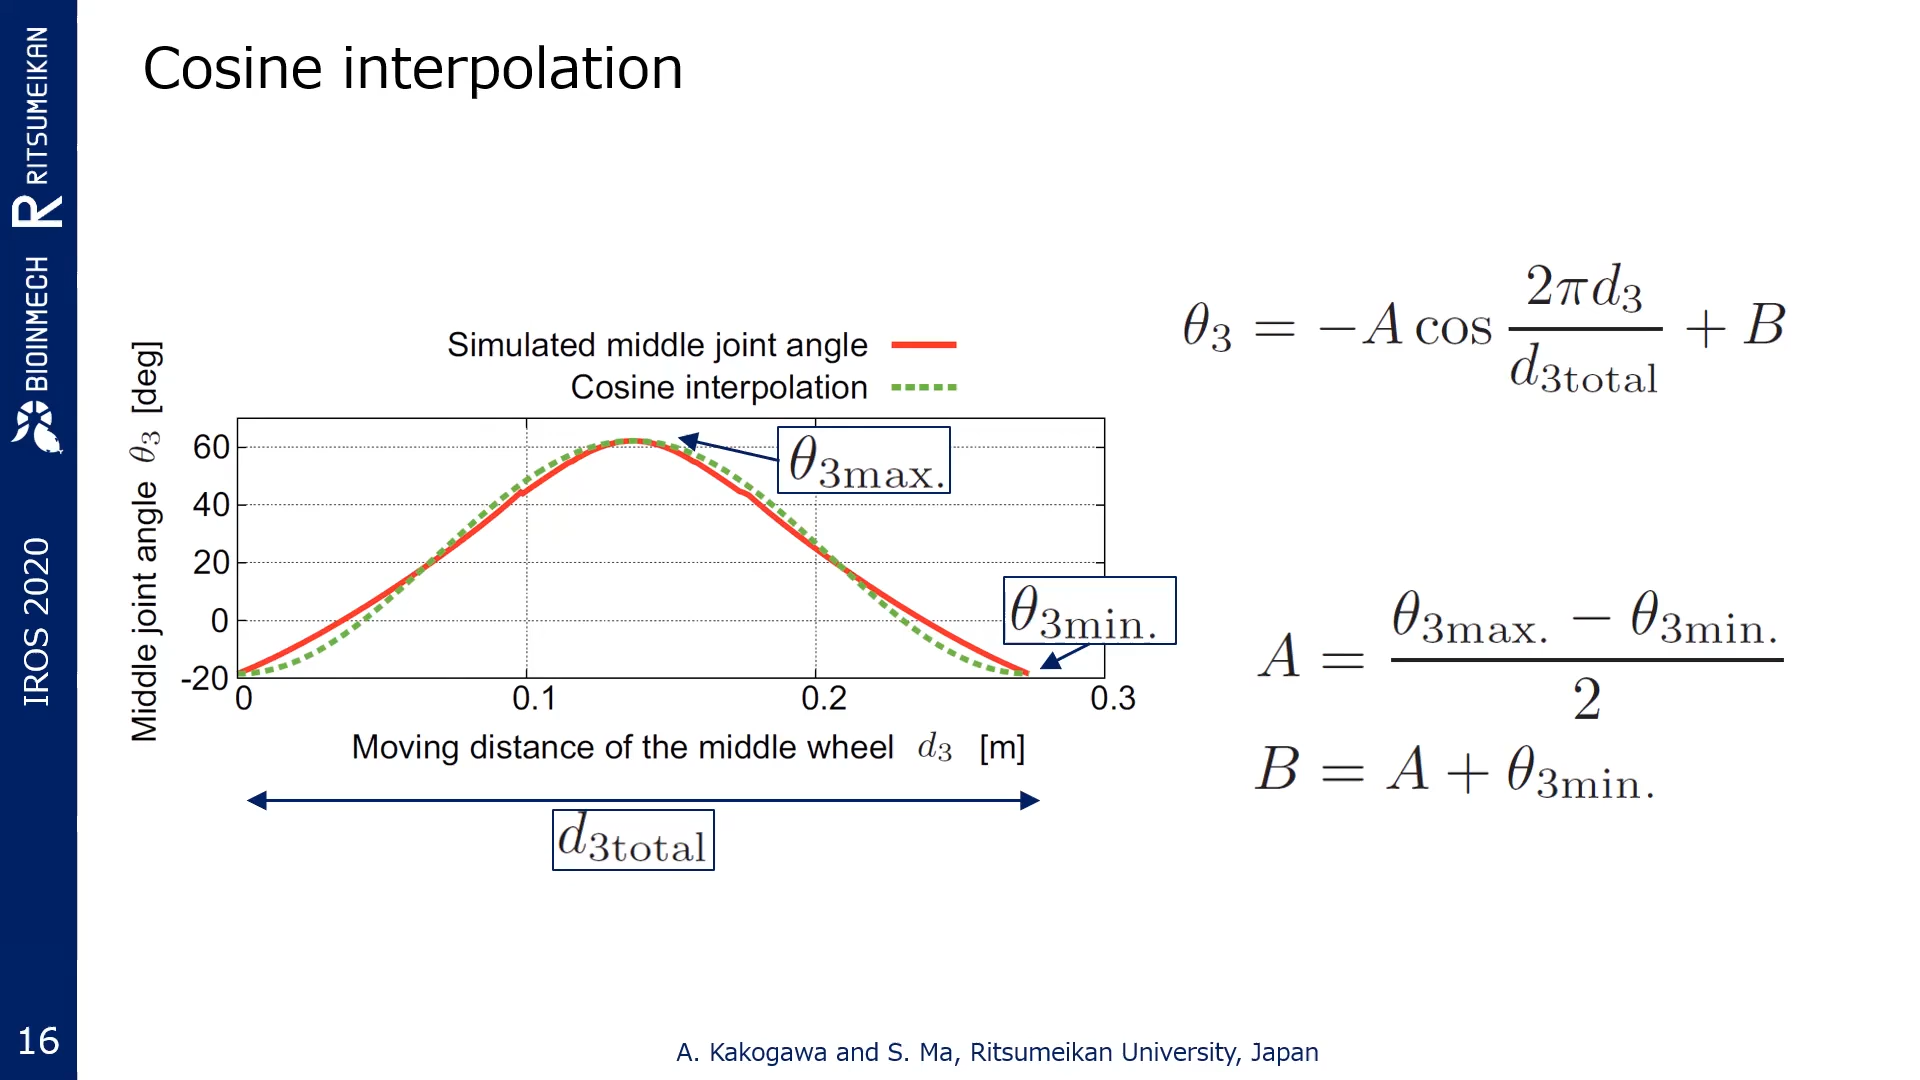 Cosine interpolation
RITSUMEIKAN
BIOINMECH
IROS 2020
16
Simulated middle joint angle
Cosine interpolation
Middle joint angle θ3 [deg]
60
40
20
0
-20
0 0.1 0.2 0.3
θ3max.
θ3min.
Moving distance of the middle wheel d3 [m]
d3total
θ3 = −A cos 2πd3/d3total + B
A = θ3max. − θ3min./2
B = A + θ3min.
A. Kakogawa and S. Ma, Ritsumeikan University, Japan